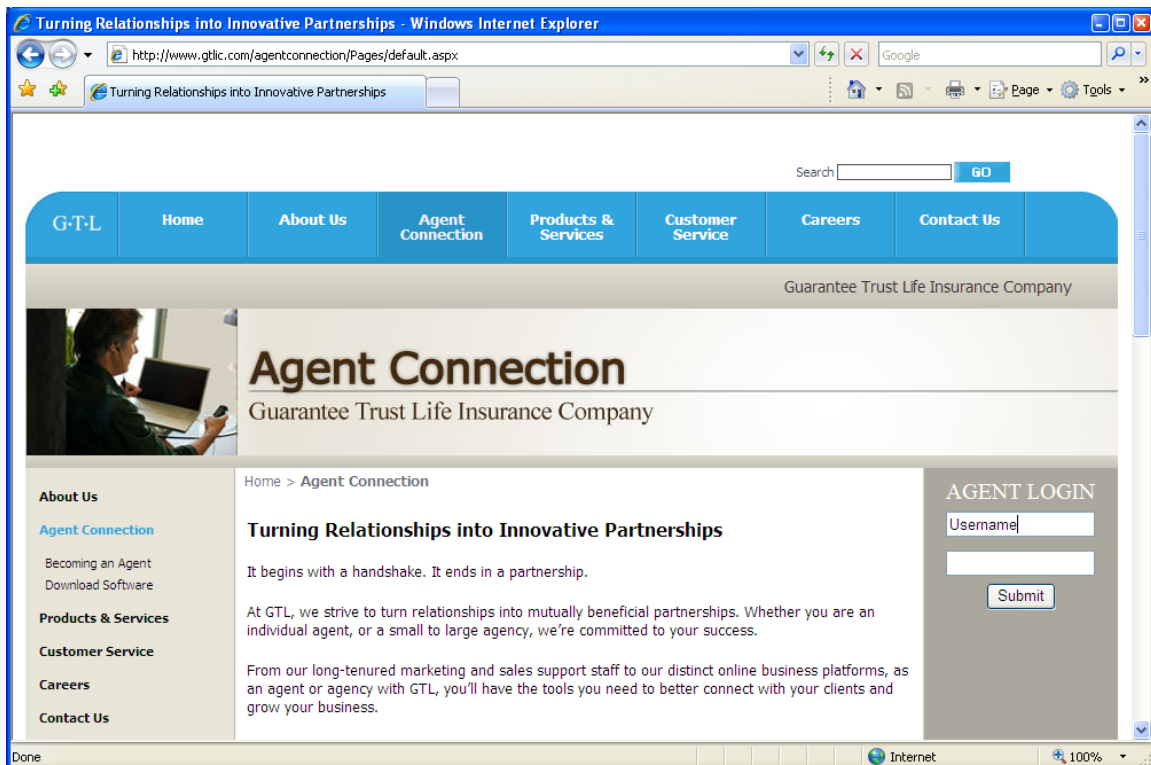 Turning Relationships into Innovative Partnerships - Windows Internet Explorer
http://www.gtlic.com/agentconnection/Pages/default.aspx
Google
Turning Relationships into Innovative Partnerships
Page
Tools
»
Search
GO
G·T·L
Home
About Us
Agent
Connection
Products &
Services
Customer
Service
Careers
Contact Us
Guarantee Trust Life Insurance Company
Agent Connection
Guarantee Trust Life Insurance Company
About Us
Agent Connection
Becoming an Agent
Download Software
Products & Services
Customer Service
Careers
Contact Us
Home > Agent Connection
Turning Relationships into Innovative Partnerships
It begins with a handshake. It ends in a partnership.
At GTL, we strive to turn relationships into mutually beneficial partnerships. Whether you are an
individual agent, or a small to large agency, we're committed to your success.
From our long-tenured marketing and sales support staff to our distinct online business platforms, as
an agent or agency with GTL, you'll have the tools you need to better connect with your clients and
grow your business.
AGENT LOGIN
Username
Submit
Done
Internet
100%